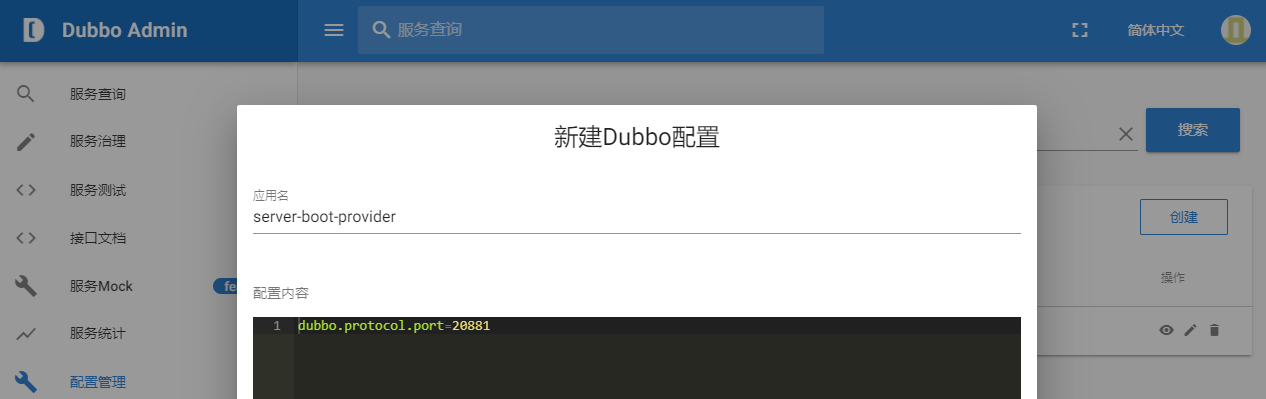 Dubbo Admin
服务查询
简体中文
服务查询
服务治理
服务测试
接口文档
服务Mock
fe
服务统计
配置管理
搜索
创建
操作
新建Dubbo配置
应用名
server-boot-provider
配置内容
1 dubbo.protocol.port=20881